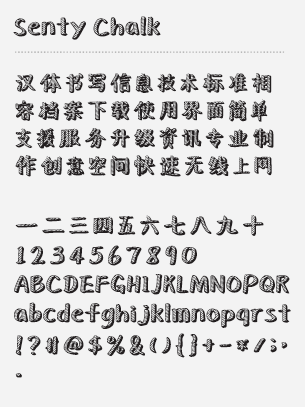 Senty Chalk
汉体书写信息技术标准相
容档案下载使用界面简单
支援服务升级资讯专业制
作创意空间快速无线上网
一二三四五六七八九十
1234567890
ABCDEFGHIJKLMNOPQR
abcdefghijklmnopqrst
!?#@$%&(){}+-*/;:.